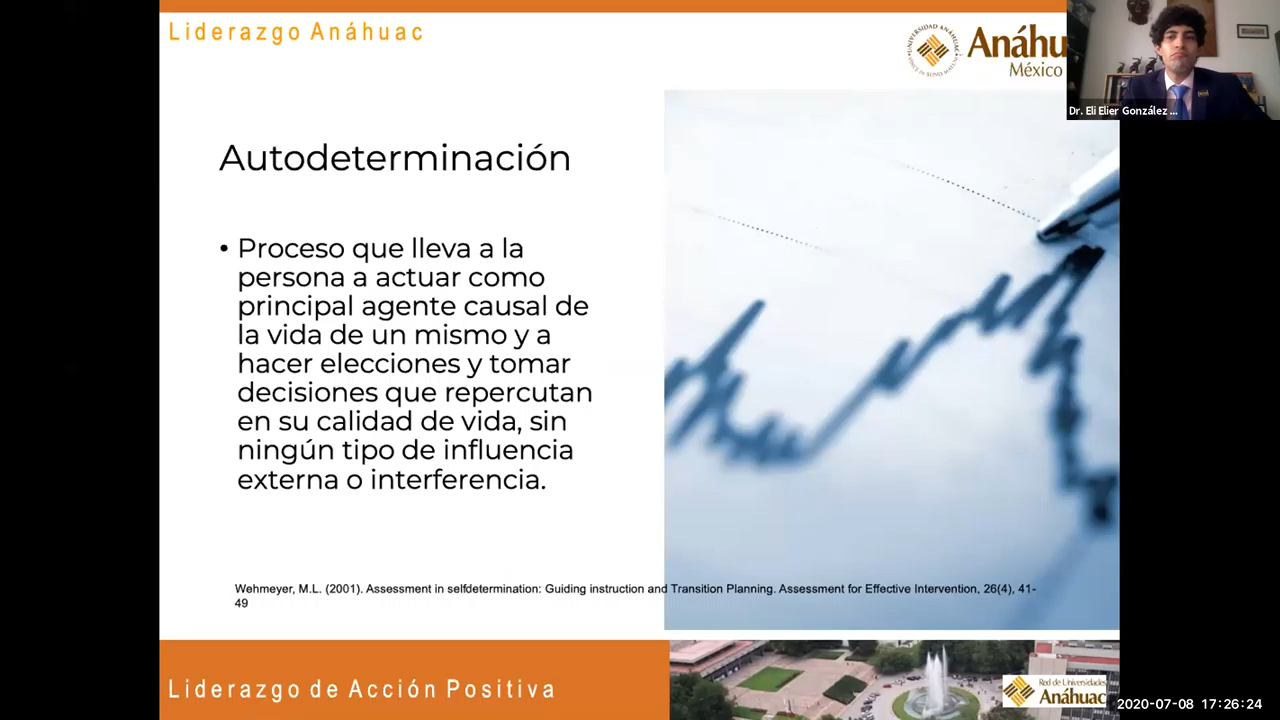 Liderazgo Anáhuac
Anáhu
México
Dr. Eli Elier González ...
Autodeterminación
• Proceso que lleva a la
persona a actuar como
principal agente causal de
la vida de un mismo y a
hacer elecciones y tomar
decisiones que repercutan
en su calidad de vida, sin
ningún tipo de influencia
externa o interferencia.
Wehmeyer, M.L. (2001). Assessment in selfdetermination: Guiding instruction and Transition Planning. Assessment for Effective Intervention, 26(4), 41-
49
Liderazgo de Acción Positiva
Red de Universidades
Anáhuac
2020-07-08 17:26:24